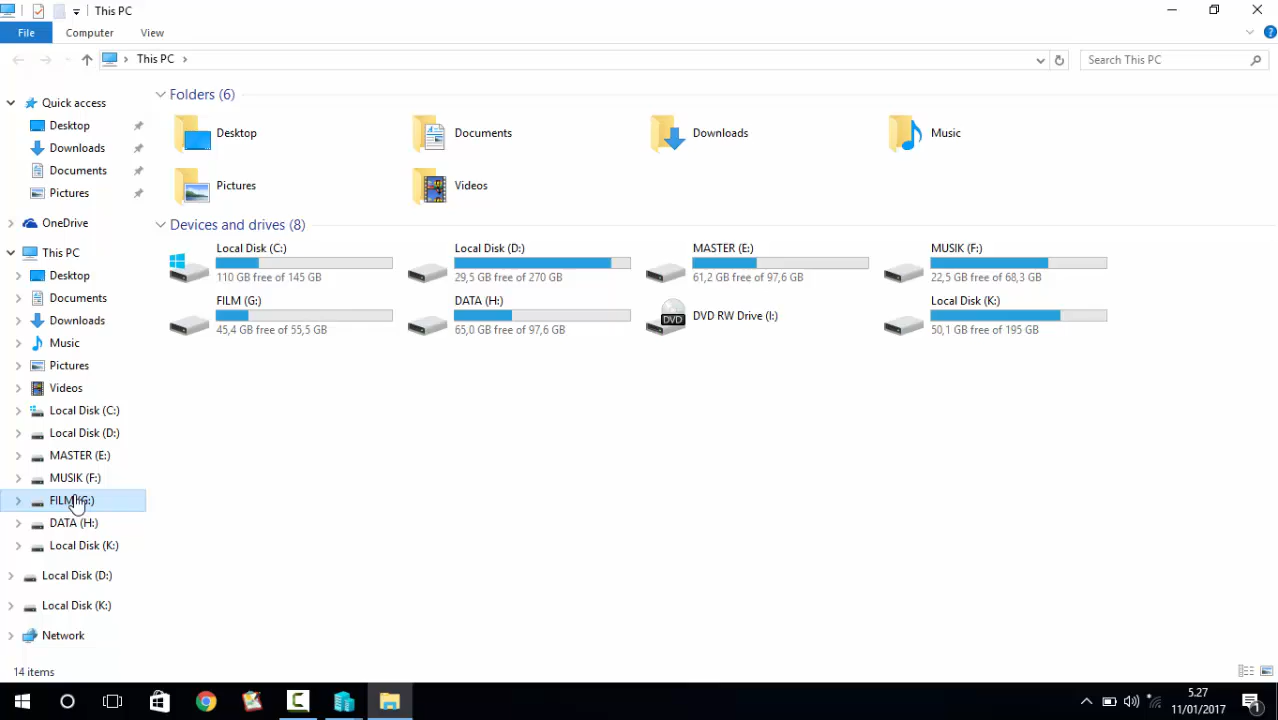 This PC
File
Computer
View
This PC
Search This PC
Quick access
Desktop
Downloads
Documents
Pictures
OneDrive
This PC
Desktop
Documents
Downloads
Music
Pictures
Videos
Local Disk (C:)
Local Disk (D:)
MASTER (E:)
MUSIK (F:)
FILM (G:)
DATA (H:)
Local Disk (K:)
Local Disk (D:)
Local Disk (K:)
Network
Folders (6)
Desktop
Documents
Downloads
Music
Pictures
Videos
Devices and drives (8)
Local Disk (C:)
110 GB free of 145 GB
Local Disk (D:)
29,5 GB free of 270 GB
MASTER (E:)
61,2 GB free of 97,6 GB
MUSIK (F:)
22,5 GB free of 68,3 GB
FILM (G:)
45,4 GB free of 55,5 GB
DATA (H:)
65,0 GB free of 97,6 GB
DVD
DVD RW Drive (I:)
Local Disk (K:)
50,1 GB free of 195 GB
14 items
5.27
11/01/2017
1